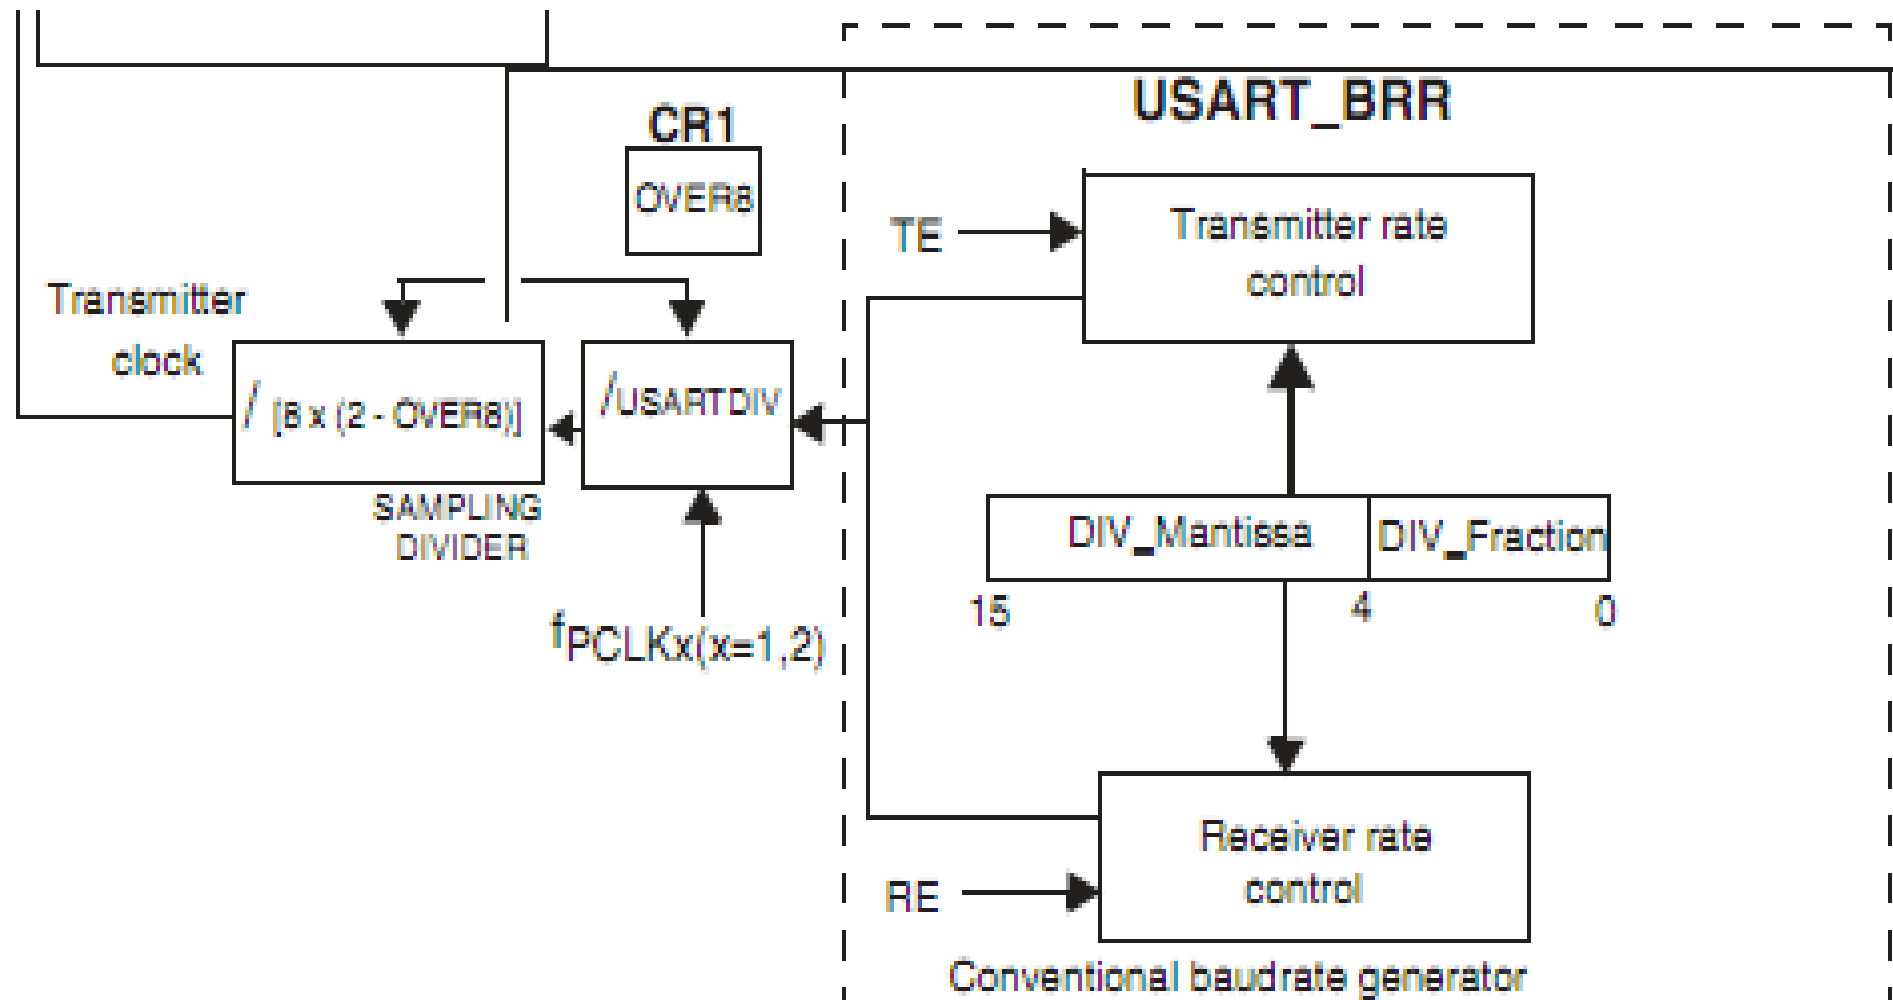 USART_BRR
CR1
OVER8
TE
Transmitter rate
control
Transmitter
clock
/ [8 x (2 - OVER8)]
/USARTDIV
SAMPLING
DIVIDER
fPCLKx(x=1,2)
DIV_Mantissa
DIV_Fraction
15
4
0
Receiver rate
control
RE
Conventional baudrate generator